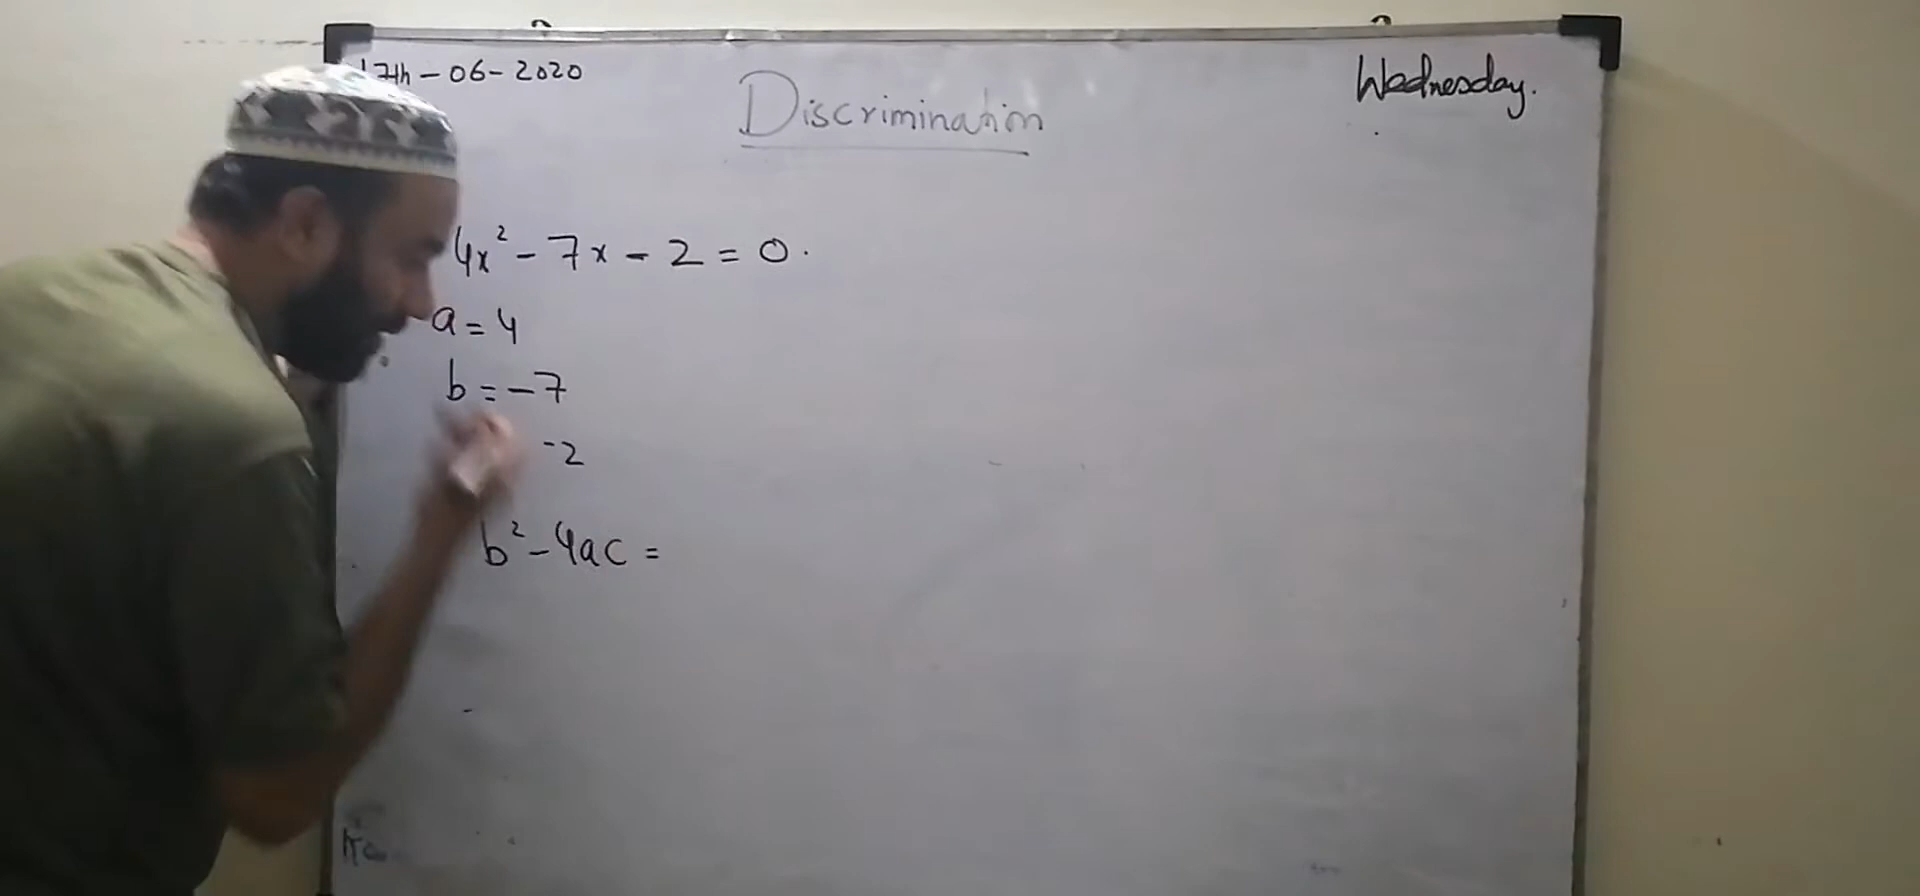 17th-06-2020
Discrimination
Wednesday.
4x² - 7x - 2 = 0.
a = 4
b = -7
-2
b² - 4ac =